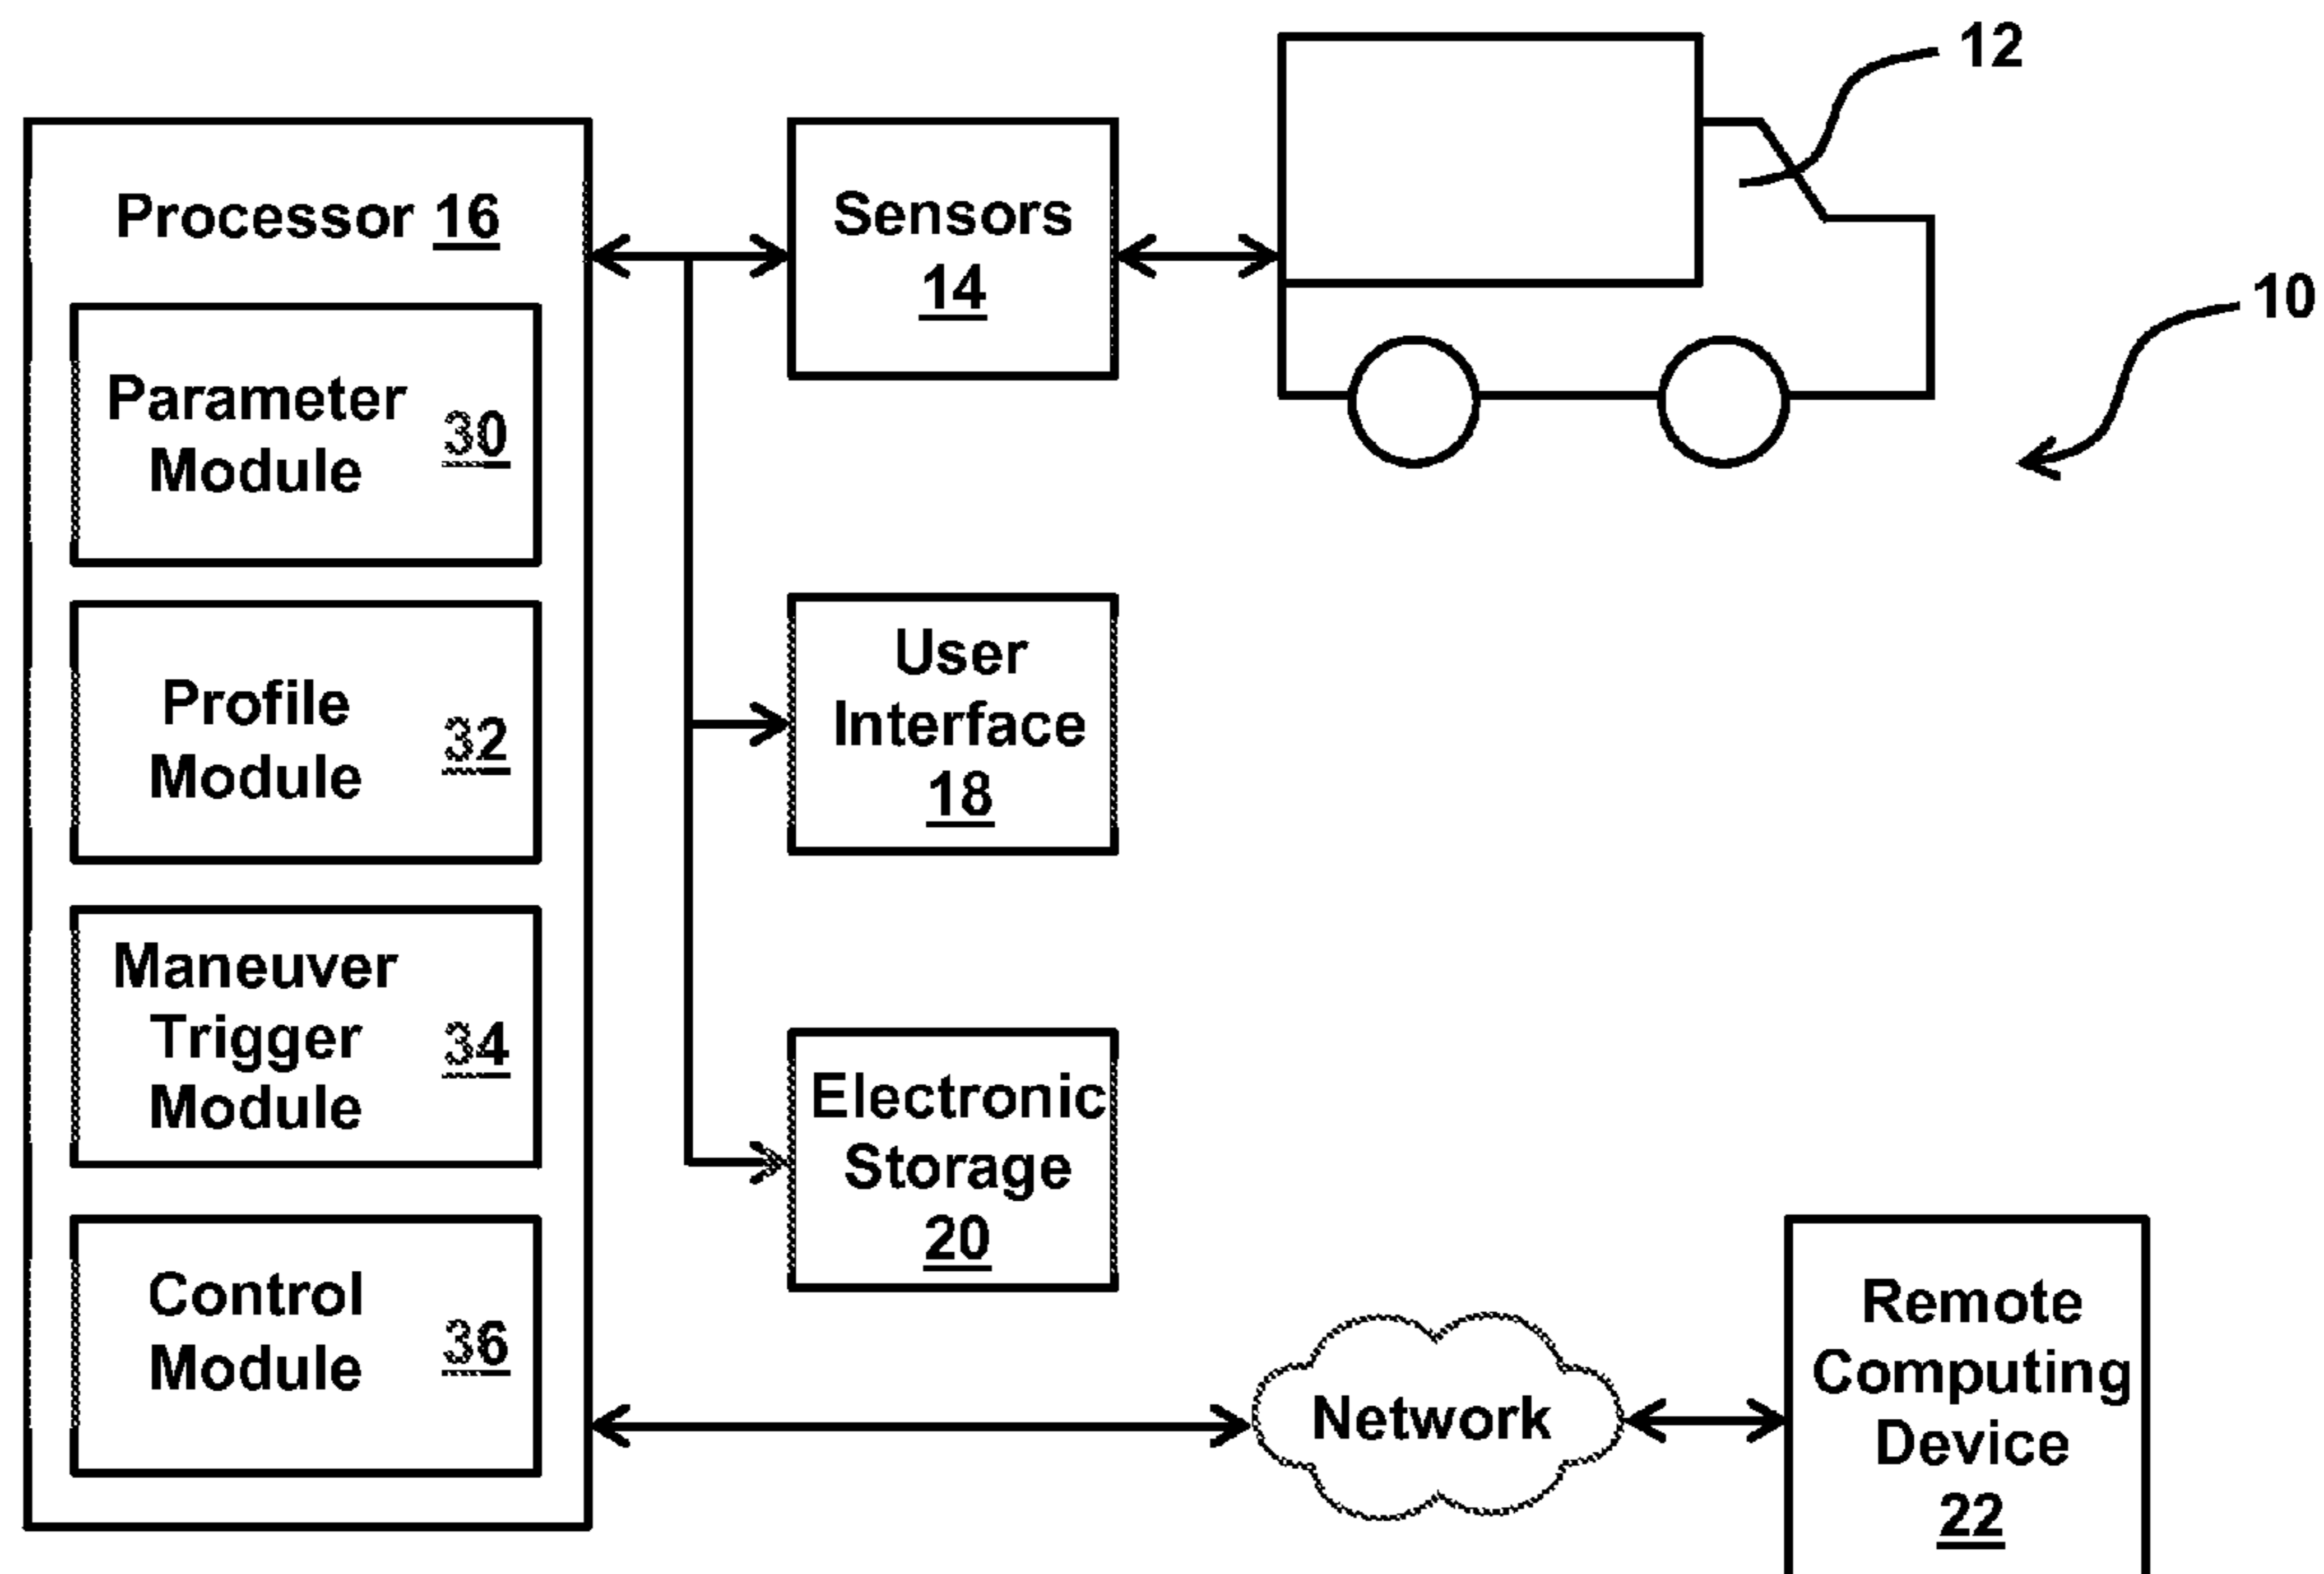 Processor 16
Parameter
Module
30
Profile
Module
32
Maneuver
Trigger
Module
34
Control
Module
36
Sensors
14
User
Interface
18
Electronic
Storage
20
12
10
Network
Remote
Computing
Device
22